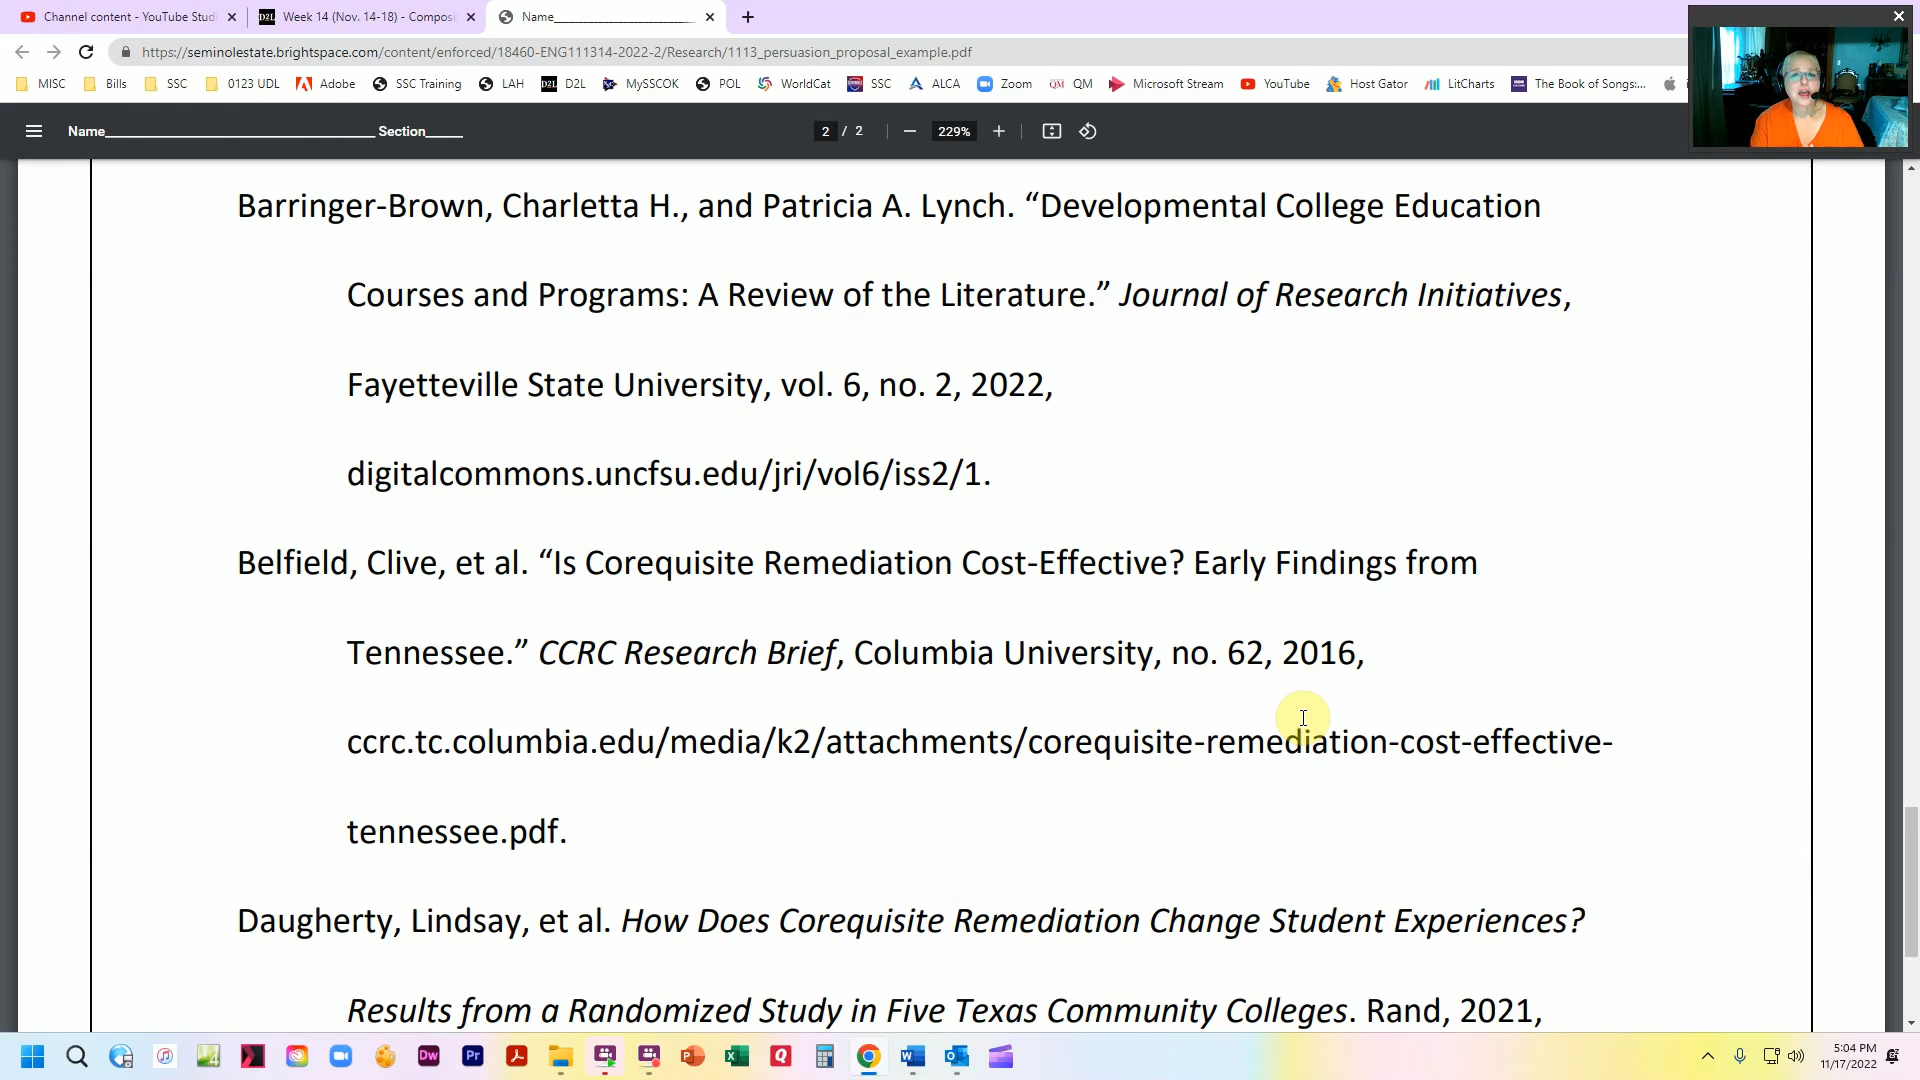 Channel content - YouTube Studi
Week 14 (Nov. 14-18) - Composi
Name____________________________
https://seminolestate.brightspace.com/content/enforced/18460-ENG111314-2022-2/Research/1113_persuasion_proposal_example.pdf
MISC Bills SSC 0123 UDL Adobe SSC Training LAH D2L MySSCOK POL WorldCat SSC ALCA Zoom QM QM Microsoft Stream YouTube Host Gator LitCharts The Book of Songs:...
Name______________________________ Section______ 2 / 2 229%
Barringer-Brown, Charletta H., and Patricia A. Lynch. “Developmental College Education
Courses and Programs: A Review of the Literature.” Journal of Research Initiatives,
Fayetteville State University, vol. 6, no. 2, 2022,
digitalcommons.uncfsu.edu/jri/vol6/iss2/1.
Belfield, Clive, et al. “Is Corequisite Remediation Cost-Effective? Early Findings from
Tennessee.” CCRC Research Brief, Columbia University, no. 62, 2016,
ccrc.tc.columbia.edu/media/k2/attachments/corequisite-remediation-cost-effective-
tennessee.pdf.
Daugherty, Lindsay, et al. How Does Corequisite Remediation Change Student Experiences?
Results from a Randomized Study in Five Texas Community Colleges. Rand, 2021,
5:04 PM
11/17/2022